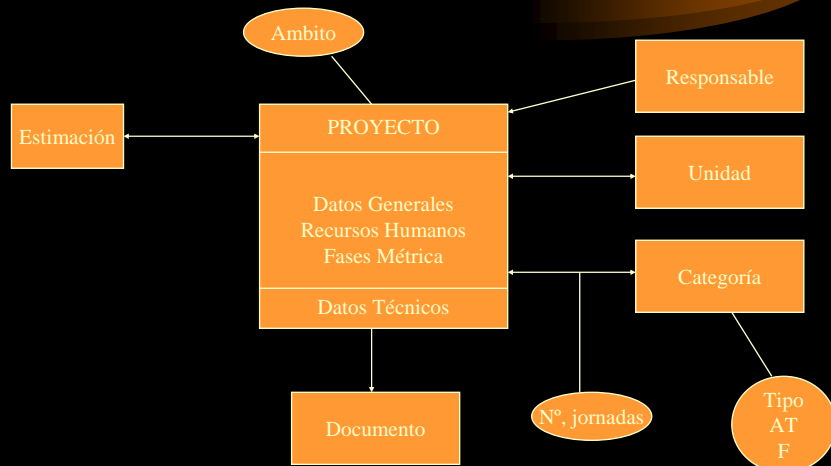 Ambito
Responsable
Estimación
PROYECTO
Unidad
Datos Generales
Recursos Humanos
Fases Métrica
Categoría
Datos Técnicos
Documento
Nº, jornadas
Tipo
AT
F